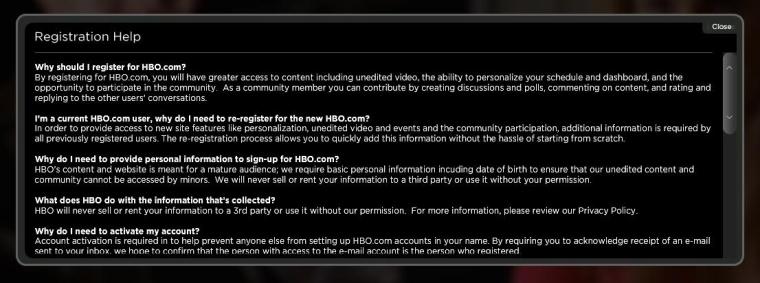 Close
Registration Help
Why should I register for HBO.com?
By registering for HBO.com, you will have greater access to content including unedited video, the ability to personalize your schedule and dashboard, and the
opportunity to participate in the community. As a community member you can contribute by creating discussions and polls, commenting on content, and rating and
replying to the other users' conversations.
I'm a current HBO.com user, why do I need to re-register for the new HBO.com?
In order to provide access to new site features like personalization, unedited video and events and the community participation, additional information is required by
all previously registered users. The re-registration process allows you to quickly add this information without the hassle of starting from scratch.
Why do I need to provide personal information to sign-up for HBO.com?
HBO's content and website is meant for a mature audience; we require basic personal information incuding date of birth to ensure that our unedited content and
community cannot be accessed by minors. We will never sell or rent your information to a third party or use it without your permission.
What does HBO do with the information that's collected?
HBO will never sell or rent your information to a 3rd party or use it without our permission. For more information, please review our Privacy Policy.
Why do I need to activate my account?
Account activation is required in to help prevent anyone else from setting up HBO.com accounts in your name. By requiring you to acknowledge receipt of an e-mail
sent to your inbox, we hope to confirm that the person with access to the e-mail account is the person who registered